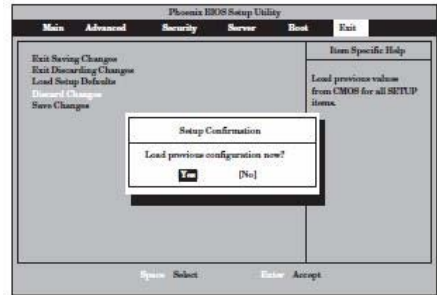 Phoenix BIOS Setup Utility
Main Advanced Security Server Boot Exit
Exit Saving Changes
Exit Discarding Changes
Load Setup Defaults
Discard Changes
Save Changes
Item Specific Help
Load previous values
from CMOS for all SETUP
items.
Setup Confirmation
Load previous configuration now?
Yes [No]
Space Select Enter Accept